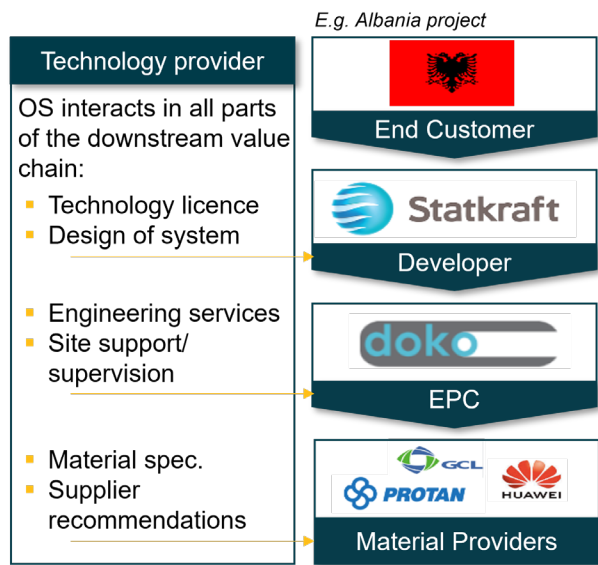 E.g. Albania project
Technology provider
OS interacts in all parts
of the downstream value
chain:
Technology licence
Design of system
Engineering services
Site support/
supervision
Material spec.
Supplier
recommendations
End Customer
Statkraft
Developer
doko
EPC
GCL
PROTAN
HUAWEI
Material Providers